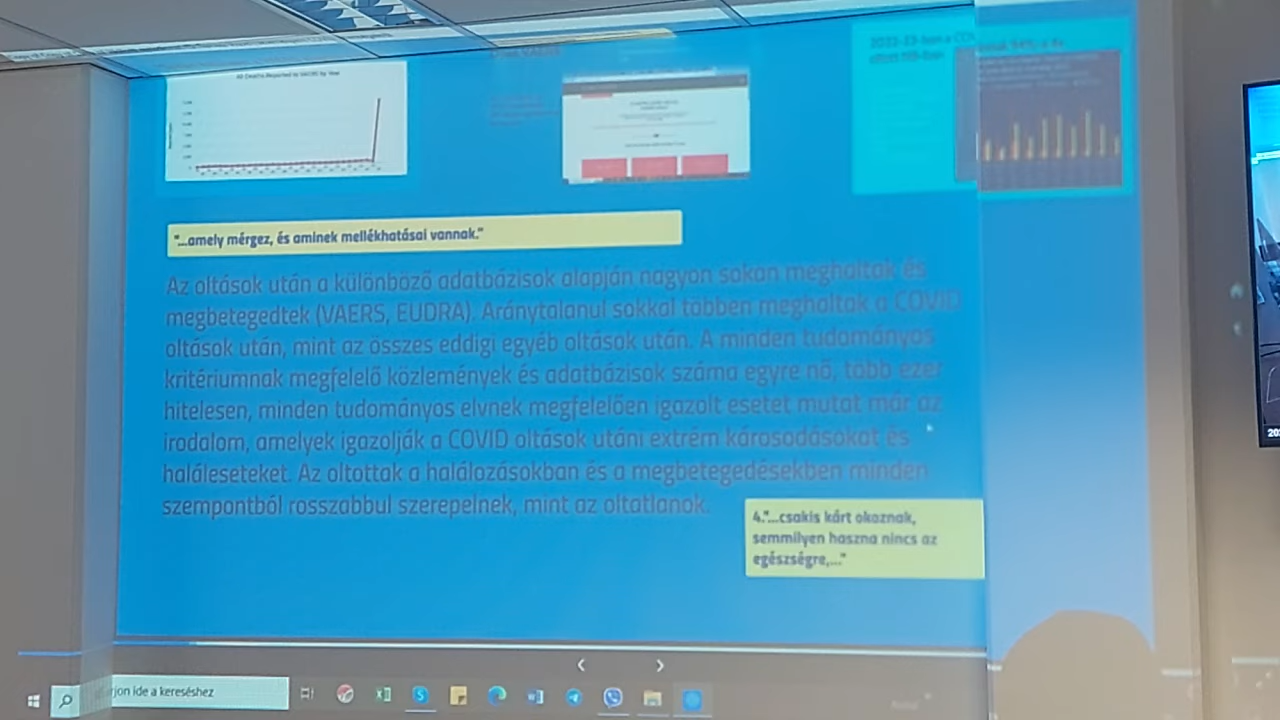 All Deaths Reported to VAERS by Year
"...amely mérgez, és aminek mellékhatásai vannak."
Az oltások után a különböző adatbázisok alapján nagyon sokan meghaltak és
megbetegedtek (VAERS, EUDRA). Aránytalanul sokkal többen meghaltak a COVID
oltások után, mint az összes eddigi egyéb oltások után. A minden tudományos
kritériumnak megfelelő közlemények és adatbázisok száma egyre nő, több ezer
hitelesen, minden tudományos elvnek megfelelően igazolt esetet mutat már az
irodalom, amelyek igazolják a COVID oltások utáni extrém károsodásokat és
haláleseteket. Az oltottak a halálozásokban és a megbetegedésekben minden
szempontból rosszabbul szerepelnek, mint az oltatlanok.
4."...csakis kárt okoznak,
semmilyen haszna nincs az
egészségre,..."
jon ide a kereséshez